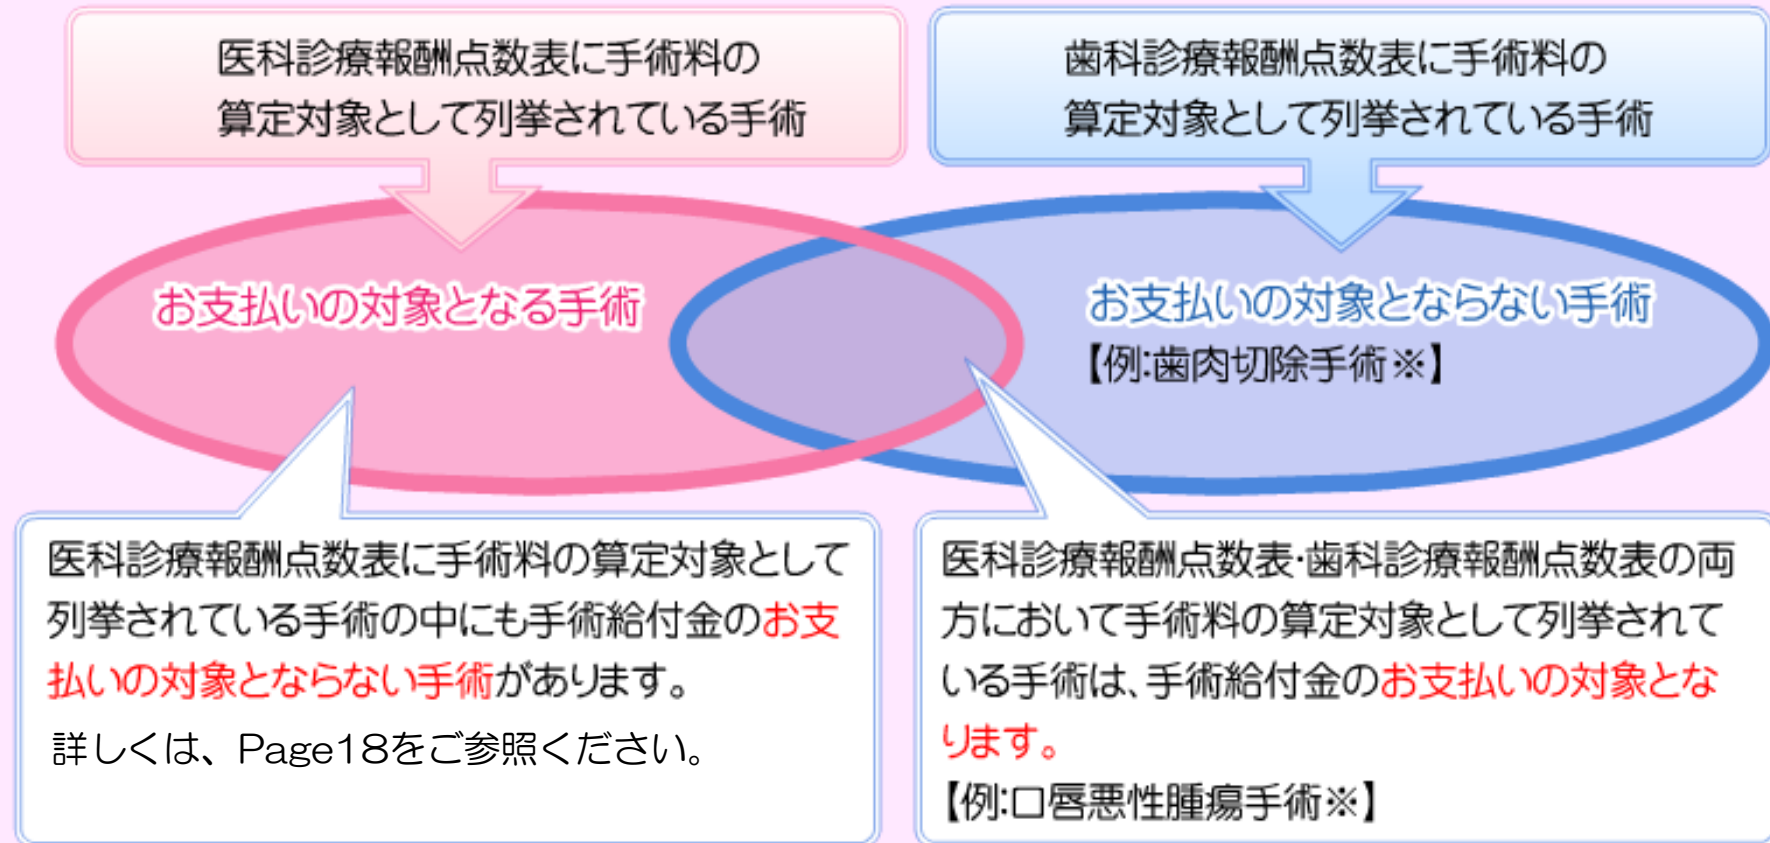 医科診療報酬点数表に手術料の
算定対象として列挙されている手術
歯科診療報酬点数表に手術料の
算定対象として列挙されている手術
お支払いの対象となる手術
お支払いの対象とならない手術
【例:歯肉切除手術※】
医科診療報酬点数表に手術料の算定対象として
列挙されている手術の中にも手術給付金のお支
払いの対象とならない手術があります。
詳しくは、Page18をご参照ください。
医科診療報酬点数表・歯科診療報酬点数表の両
方において手術料の算定対象として列挙されて
いる手術は、手術給付金のお支払いの対象とな
ります。
【例:口唇悪性腫瘍手術※】